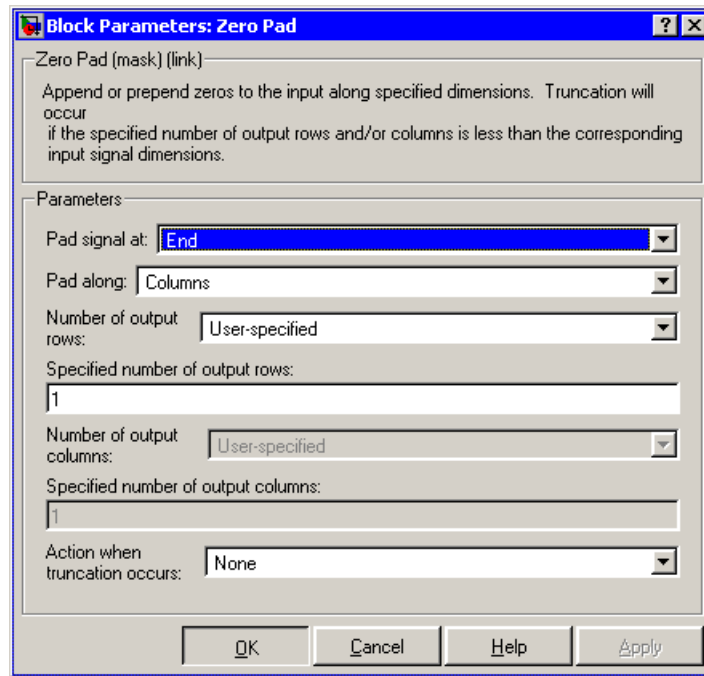 Block Parameters: Zero Pad
Zero Pad (mask) (link)
Append or prepend zeros to the input along specified dimensions. Truncation will
occur
if the specified number of output rows and/or columns is less than the corresponding
input signal dimensions.
Parameters
Pad signal at: End
Pad along: Columns
Number of output
rows: User-specified
Specified number of output rows:
1
Number of output
columns: User-specified
Specified number of output columns:
1
Action when
truncation occurs: None
OK Cancel Help Apply